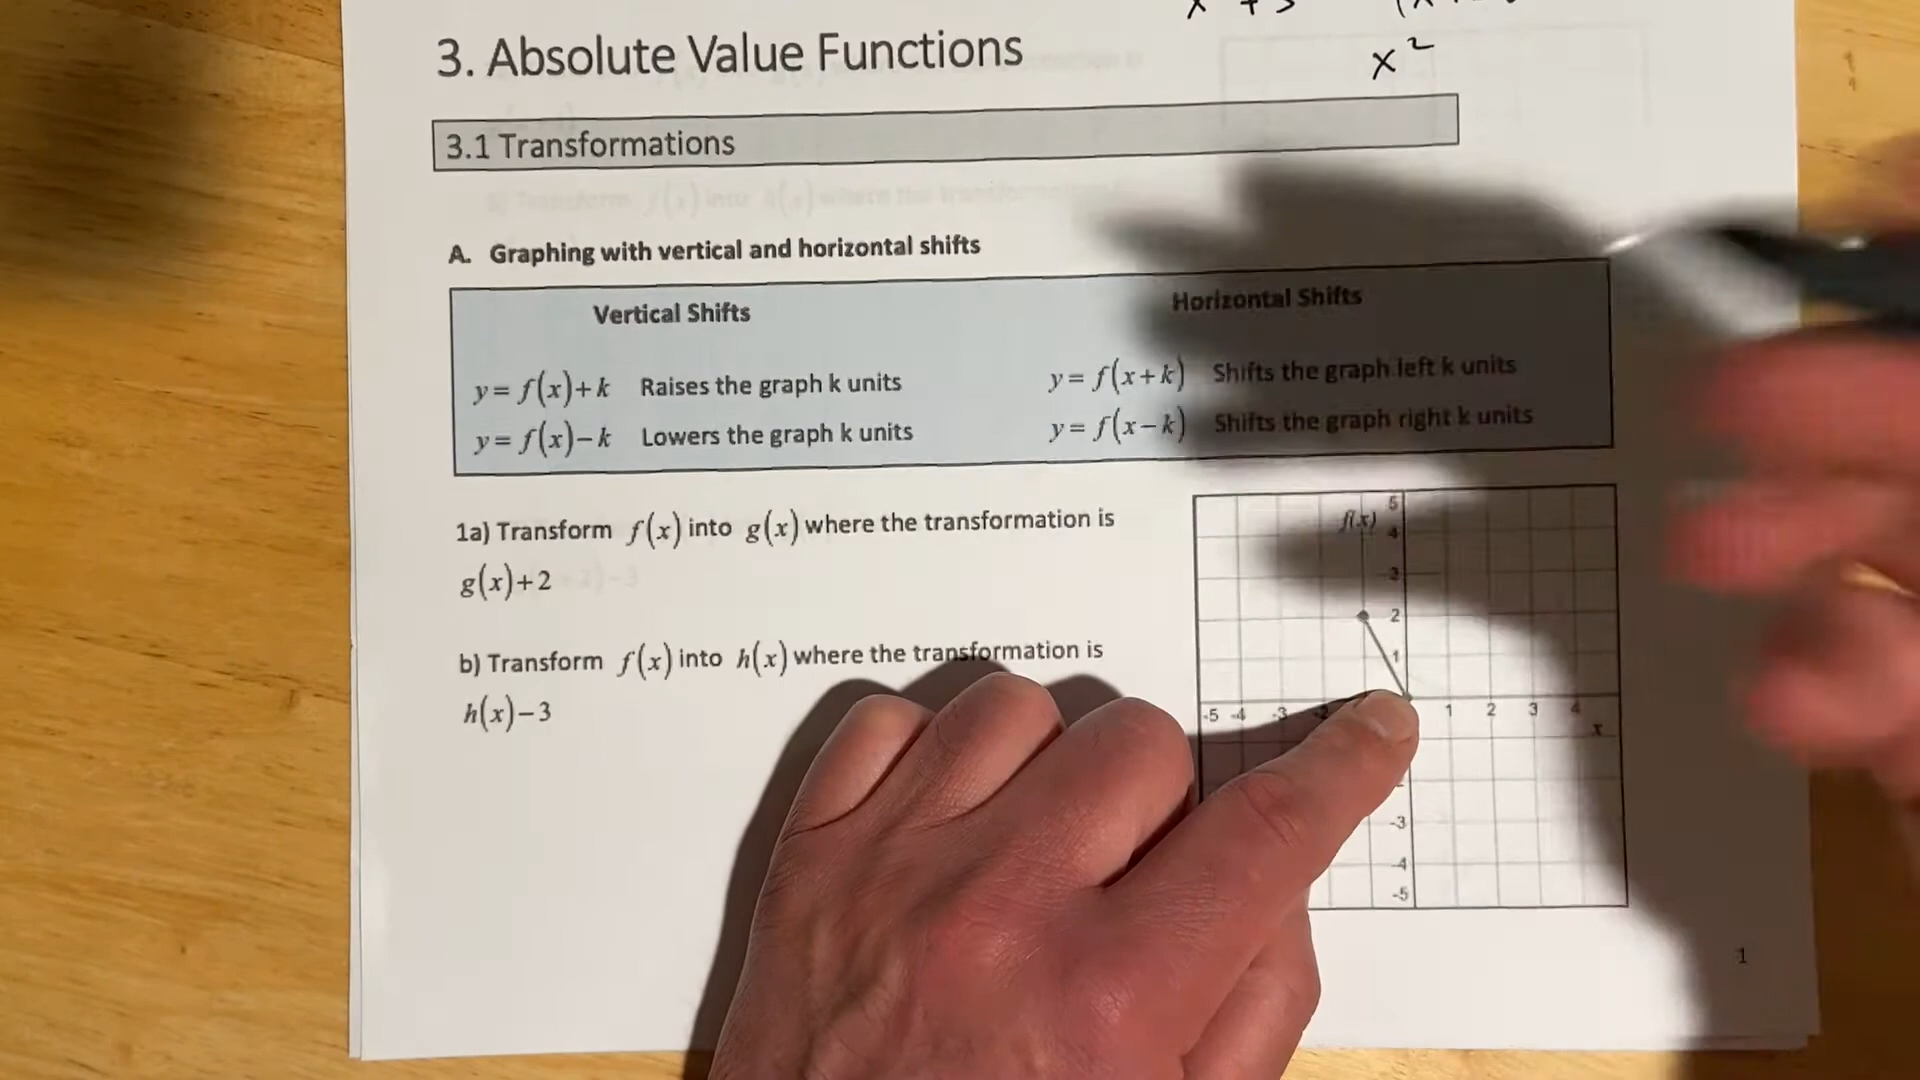 x²
3. Absolute Value Functions
3.1 Transformations
A. Graphing with vertical and horizontal shifts
Vertical Shifts
Horizontal Shifts
y = f(x)+k Raises the graph k units
y = f(x+k) Shifts the graph left k units
y = f(x)−k Lowers the graph k units
y = f(x−k) Shifts the graph right k units
1a) Transform f(x) into g(x) where the transformation is
g(x)+2
b) Transform f(x) into h(x) where the transformation is
h(x)−3
f(x)
5
4
3
2
1
-5 -4 -3 -2 1 2 3 4
x
-3
-4
-5
1